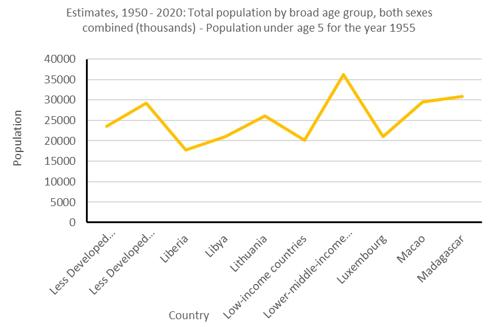 Estimates, 1950 - 2020: Total population by broad age group, both sexes
combined (thousands) - Population under age 5 for the year 1955
40000
35000
30000
25000
20000
15000
10000
5000
0
Population
Less Developed...
Less Developed...
Liberia
Libya
Lithuania
Low-income countries
Lower-middle-income...
Luxembourg
Macao
Madagascar
Country